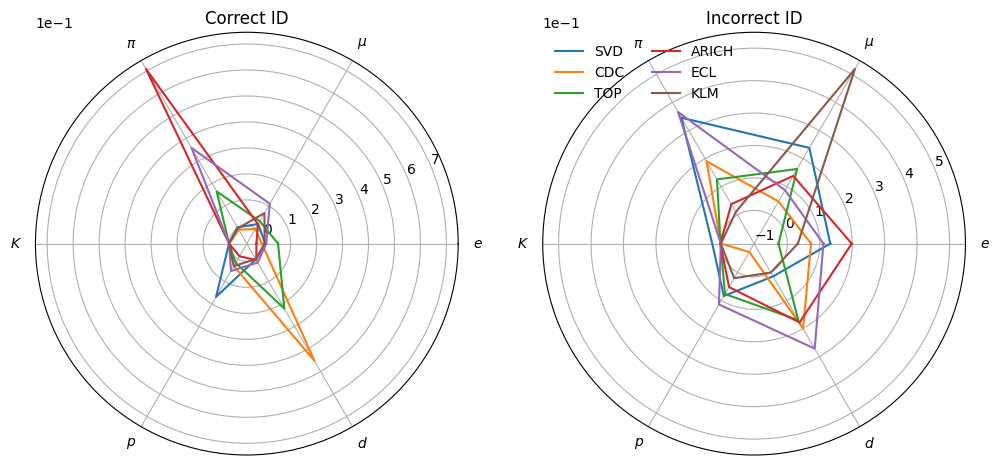 Correct ID
1e−1
π
μ
K
e
p
d
0
1
2
3
4
5
6
7
Incorrect ID
1e−1
π
μ
K
e
p
d
−1
0
1
2
3
4
5
SVD
CDC
TOP
ARICH
ECL
KLM